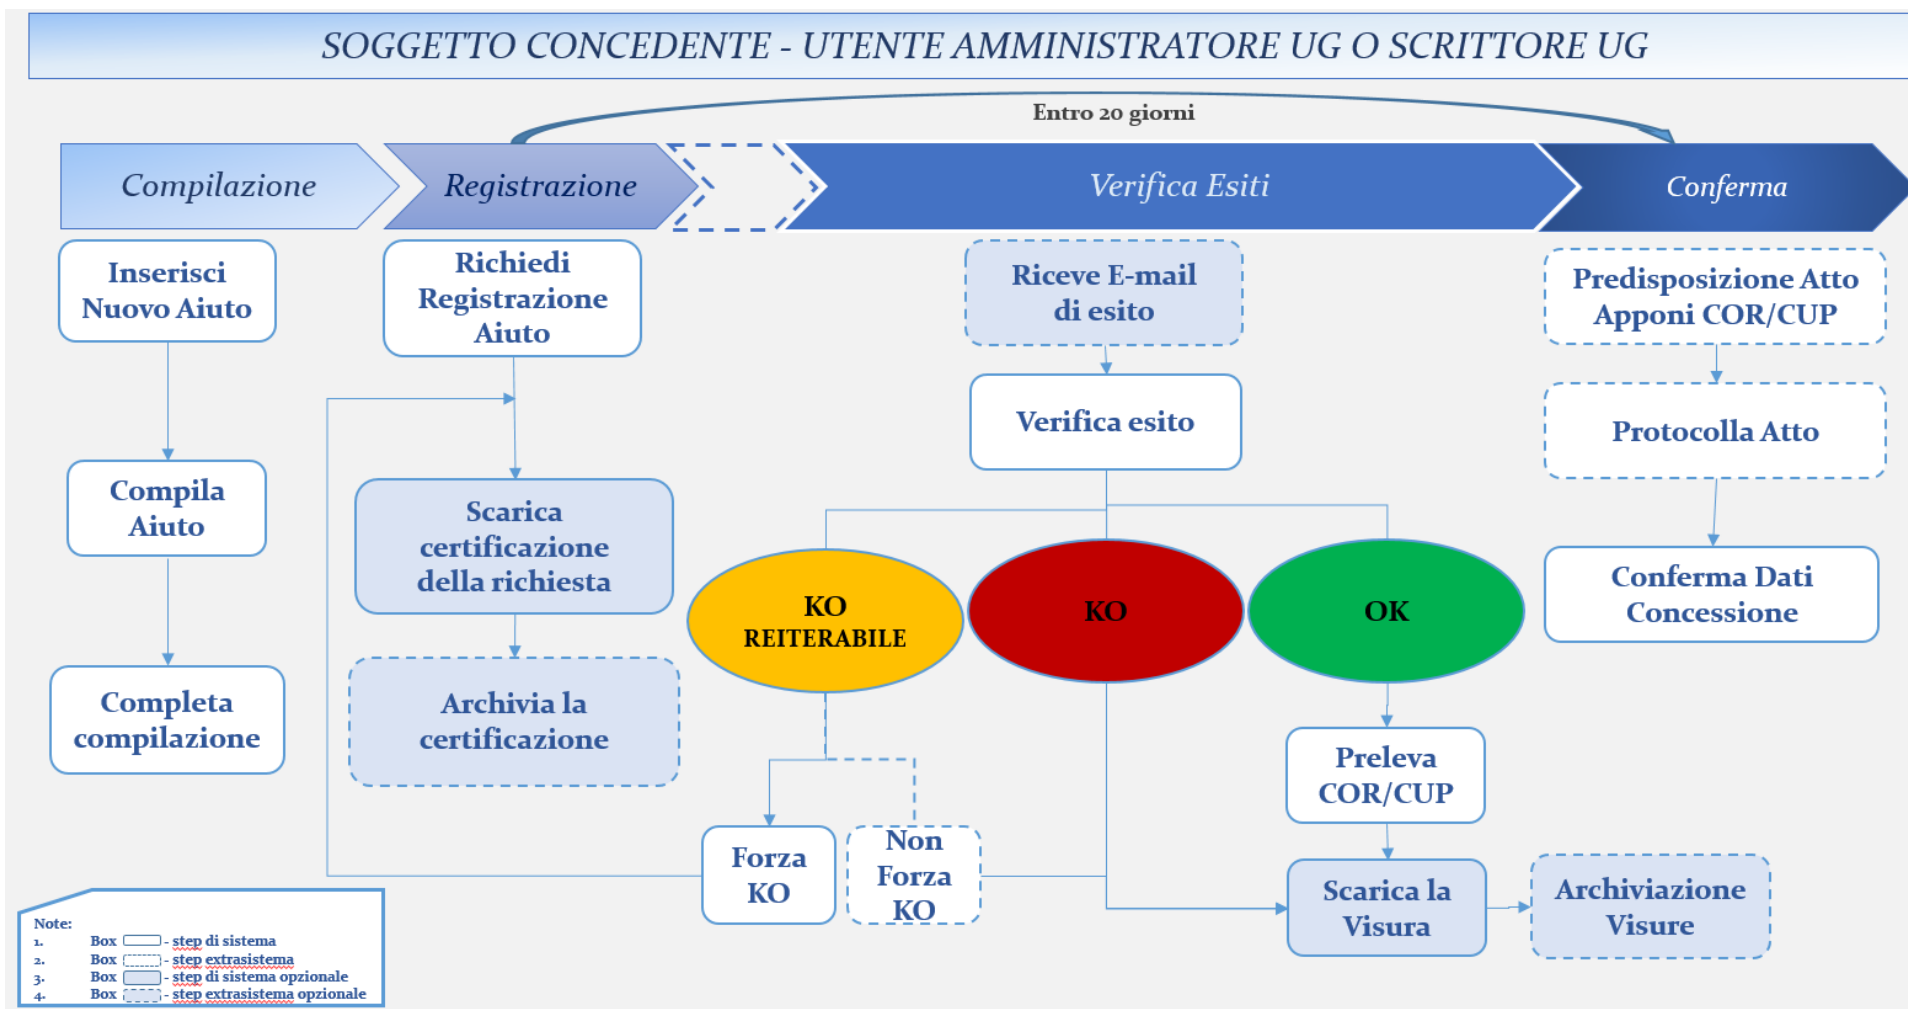 SOGGETTO CONCEDENTE - UTENTE AMMINISTRATORE UG O SCRITTORE UG
Entro 20 giorni
Compilazione
Registrazione
Verifica Esiti
Conferma
Inserisci
Nuovo Aiuto
Compila
Aiuto
Completa
compilazione
Richiedi
Registrazione
Aiuto
Scarica
certificazione
della richiesta
Archivia la
certificazione
Riceve E-mail
di esito
Verifica esito
KO
REITERABILE
KO
OK
Forza
KO
Non
Forza
KO
Preleva
COR/CUP
Scarica la
Visura
Archiviazione
Visure
Predisposizione Atto
Apponi COR/CUP
Protocolla Atto
Conferma Dati
Concessione
Note:
1. Box - step di sistema
2. Box - step extrasistema
3. Box - step di sistema opzionale
4. Box - step extrasistema opzionale